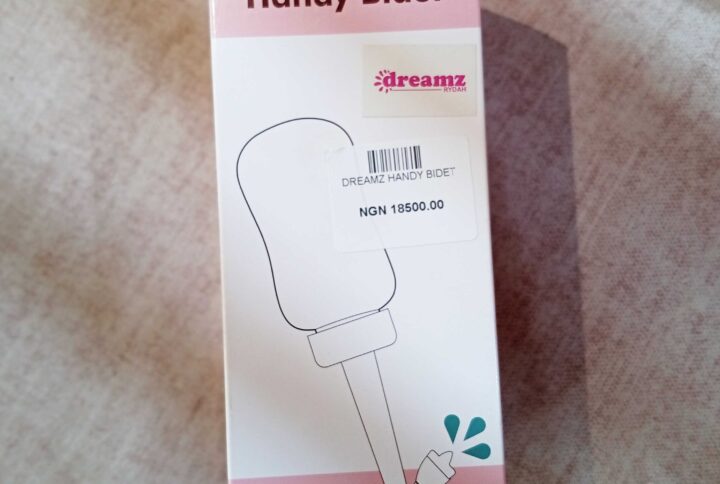 Handy Bidet
dreamz
RYDAH
DREAMZ HANDY BIDET
NGN 18500.00